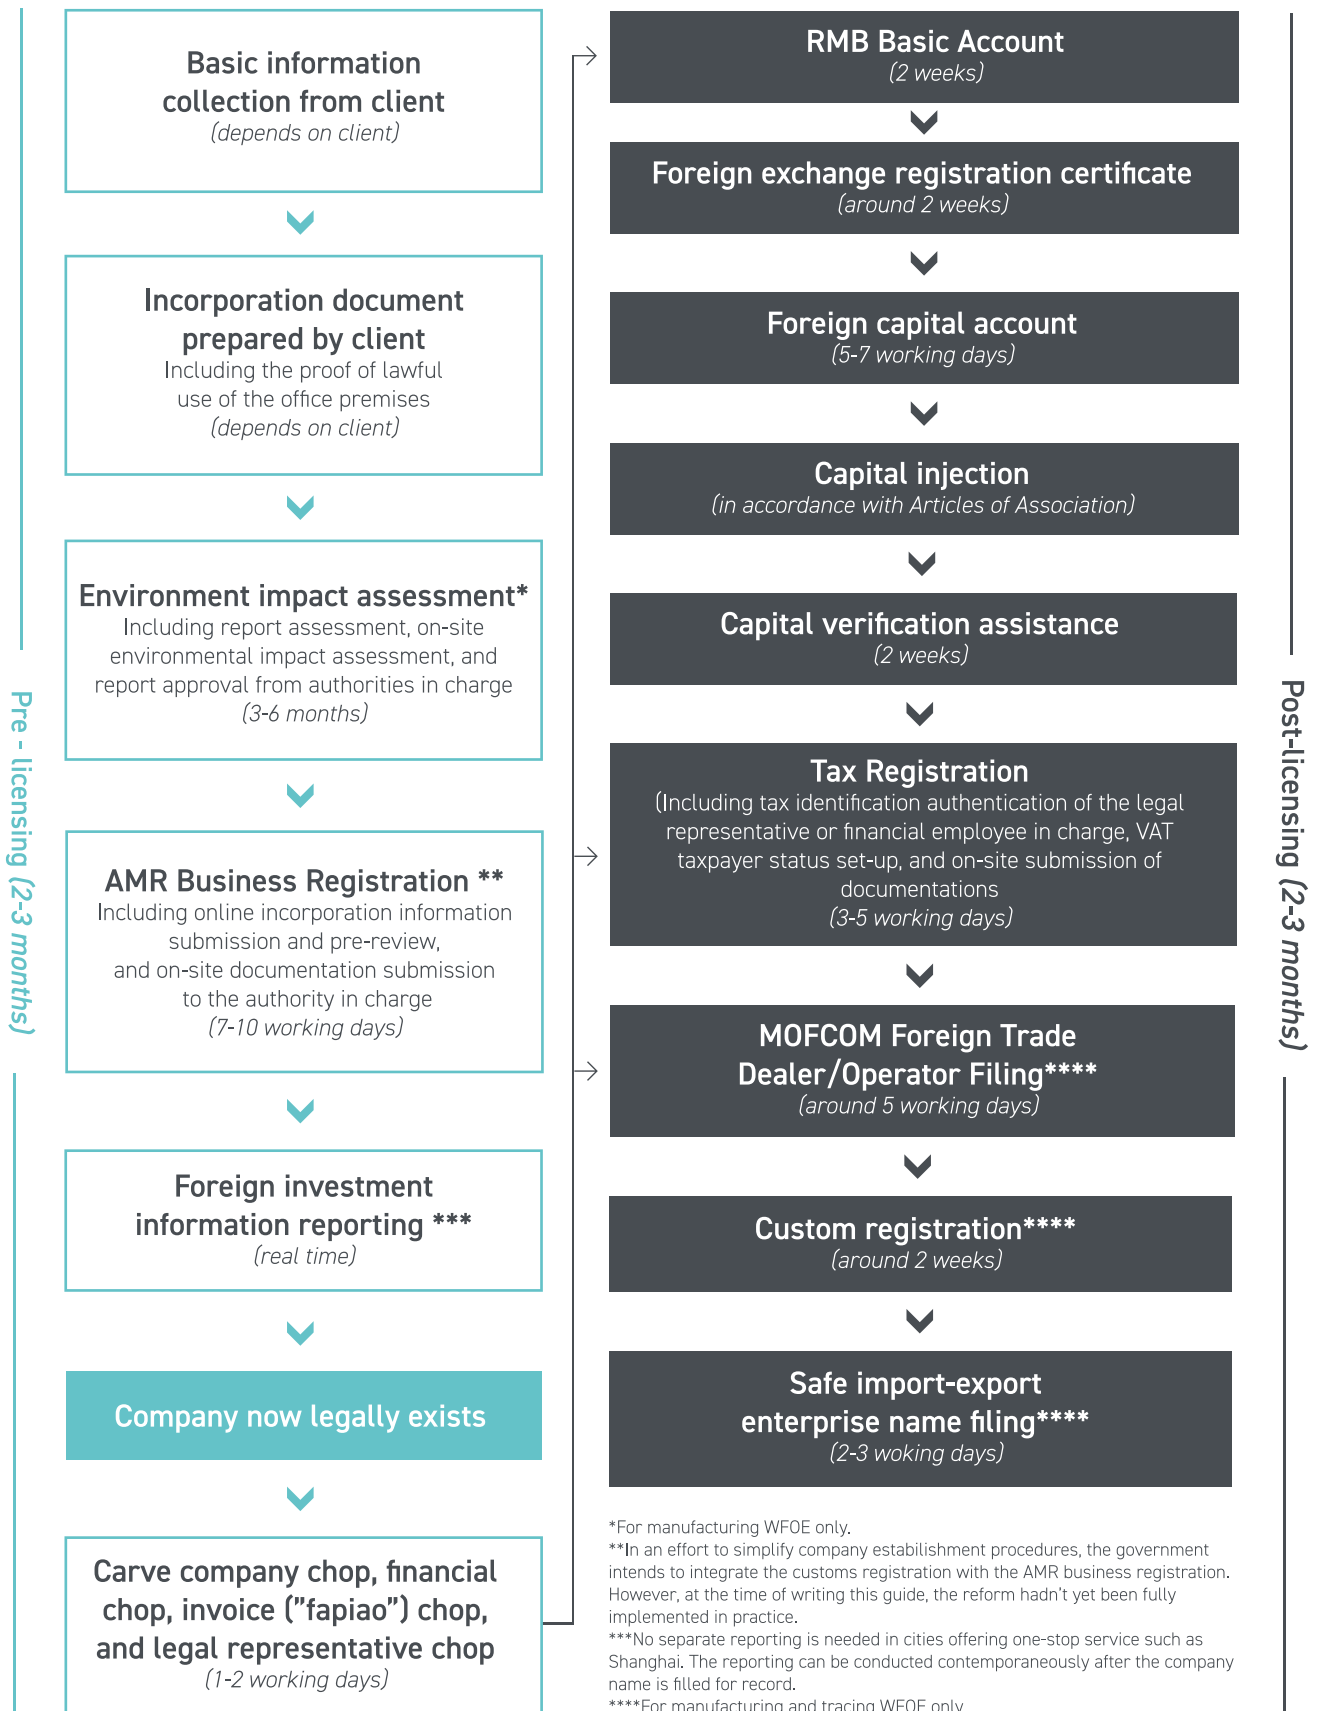 Pre - licensing (2-3 months)
Basic information
collection from client
(depends on client)
Incorporation document
prepared by client
Including the proof of lawful
use of the office premises
(depends on client)
Environment impact assessment*
Including report assessment, on-site
environmental impact assessment, and
report approval from authorities in charge
(3-6 months)
AMR Business Registration **
Including online incorporation information
submission and pre-review,
and on-site documentation submission
to the authority in charge
(7-10 working days)
Foreign investment
information reporting ***
(real time)
Company now legally exists
Carve company chop, financial
chop, invoice ("fapiao") chop,
and legal representative chop
(1-2 working days)
RMB Basic Account
(2 weeks)
Foreign exchange registration certificate
(around 2 weeks)
Foreign capital account
(5-7 working days)
Capital injection
(in accordance with Articles of Association)
Capital verification assistance
(2 weeks)
Tax Registration
(Including tax identification authentication of the legal
representative or financial employee in charge, VAT
taxpayer status set-up, and on-site submission of
documentations
(3-5 working days)
MOFCOM Foreign Trade
Dealer/Operator Filing****
(around 5 working days)
Custom registration****
(around 2 weeks)
Safe import-export
enterprise name filing****
(2-3 woking days)
Post-licensing (2-3 months)
*For manufacturing WFOE only.
**In an effort to simplify company estabilishment procedures, the government
intends to integrate the customs registration with the AMR business registration.
However, at the time of writing this guide, the reform hadn't yet been fully
implemented in practice.
***No separate reporting is needed in cities offering one-stop service such as
Shanghai. The reporting can be conducted contemporaneously after the company
name is filled for record.
****For manufacturing and tracing WFOE only